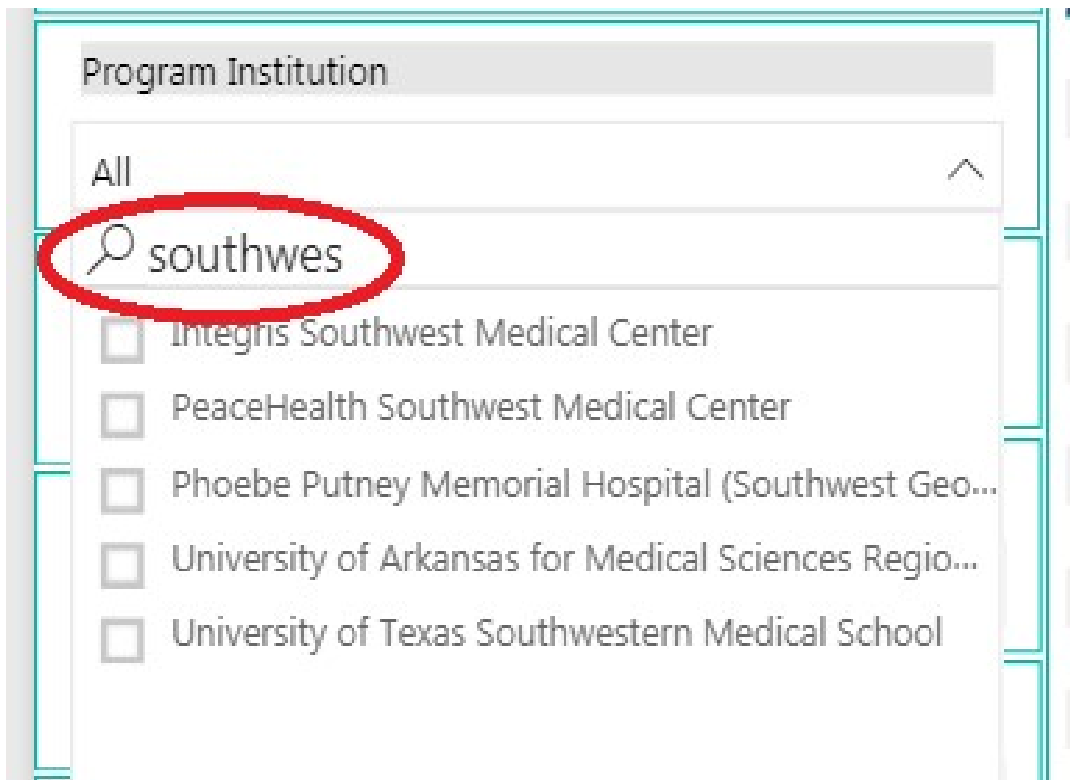 Program Institution
All
southwes
Integris Southwest Medical Center
PeaceHealth Southwest Medical Center
Phoebe Putney Memorial Hospital (Southwest Geo...
University of Arkansas for Medical Sciences Regio...
University of Texas Southwestern Medical School